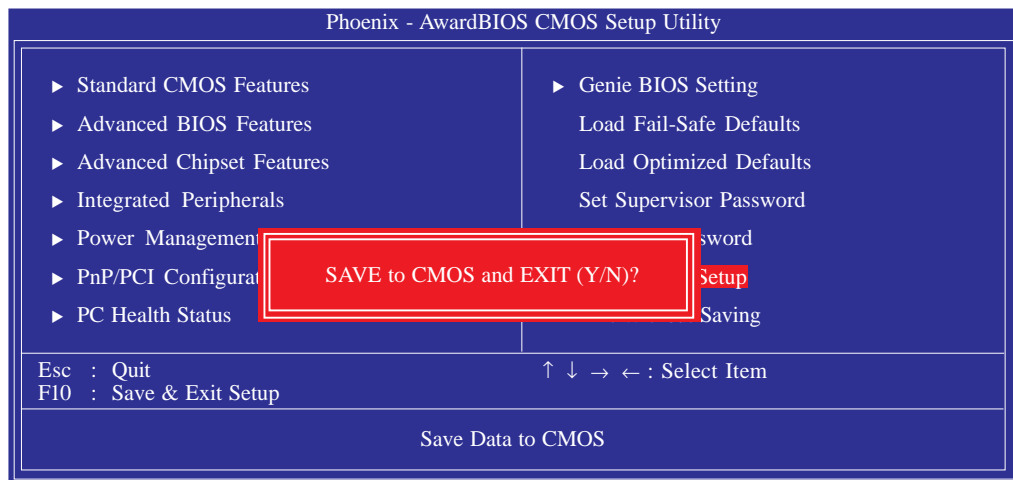 Phoenix - AwardBIOS CMOS Setup Utility
▶ Standard CMOS Features
▶ Advanced BIOS Features
▶ Advanced Chipset Features
▶ Integrated Peripherals
▶ Power Management
▶ PnP/PCI Configurat
▶ PC Health Status
▶ Genie BIOS Setting
Load Fail-Safe Defaults
Load Optimized Defaults
Set Supervisor Password
sword
Setup
Saving
SAVE to CMOS and EXIT (Y/N)?
Esc : Quit
F10 : Save & Exit Setup
↑ ↓ → ← : Select Item
Save Data to CMOS